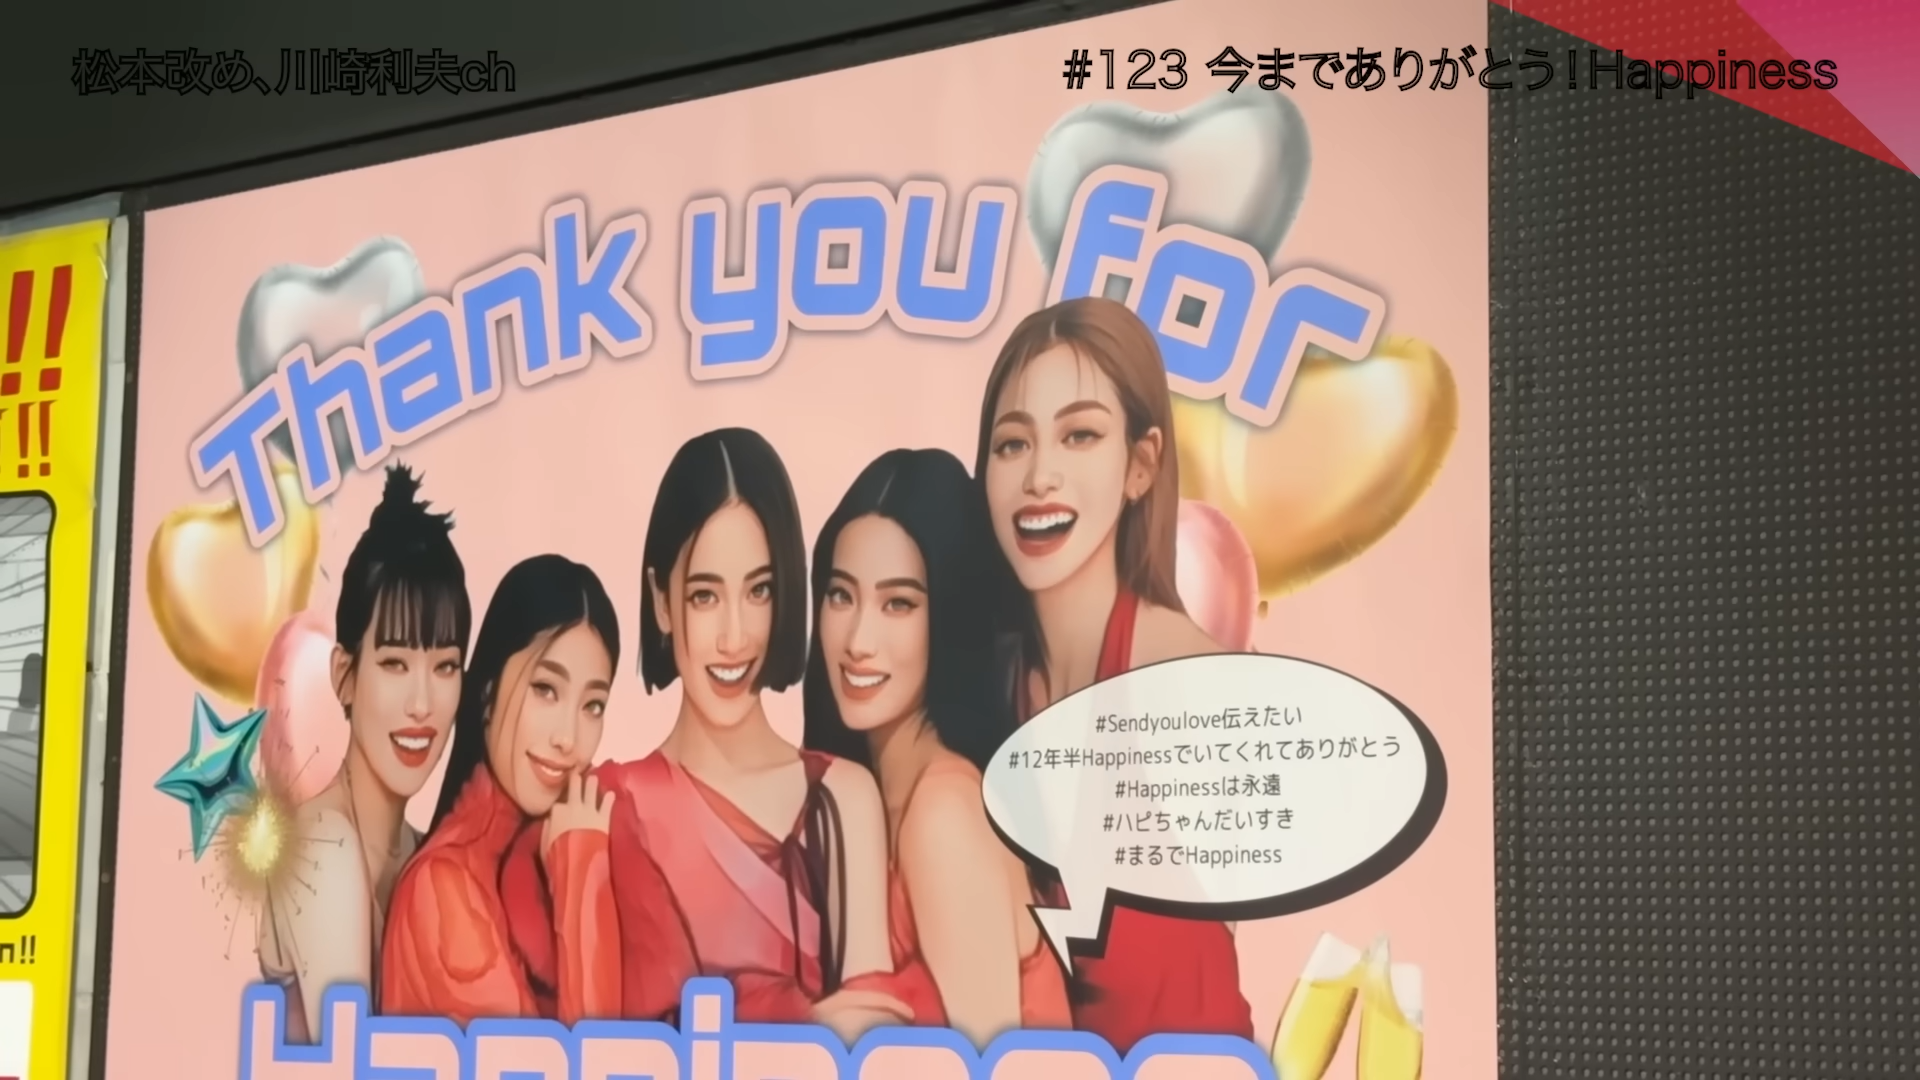 松本改め、川崎利夫ch
#123 今までありがとう！Happiness
Thank you for
#Sendyoulove伝えたい
#12年半Happinessでいてくれてありがとう
#Happinessは永遠
#ハピちゃんだいすき
#まるでHappiness
Happiness
!!
!!
n!!